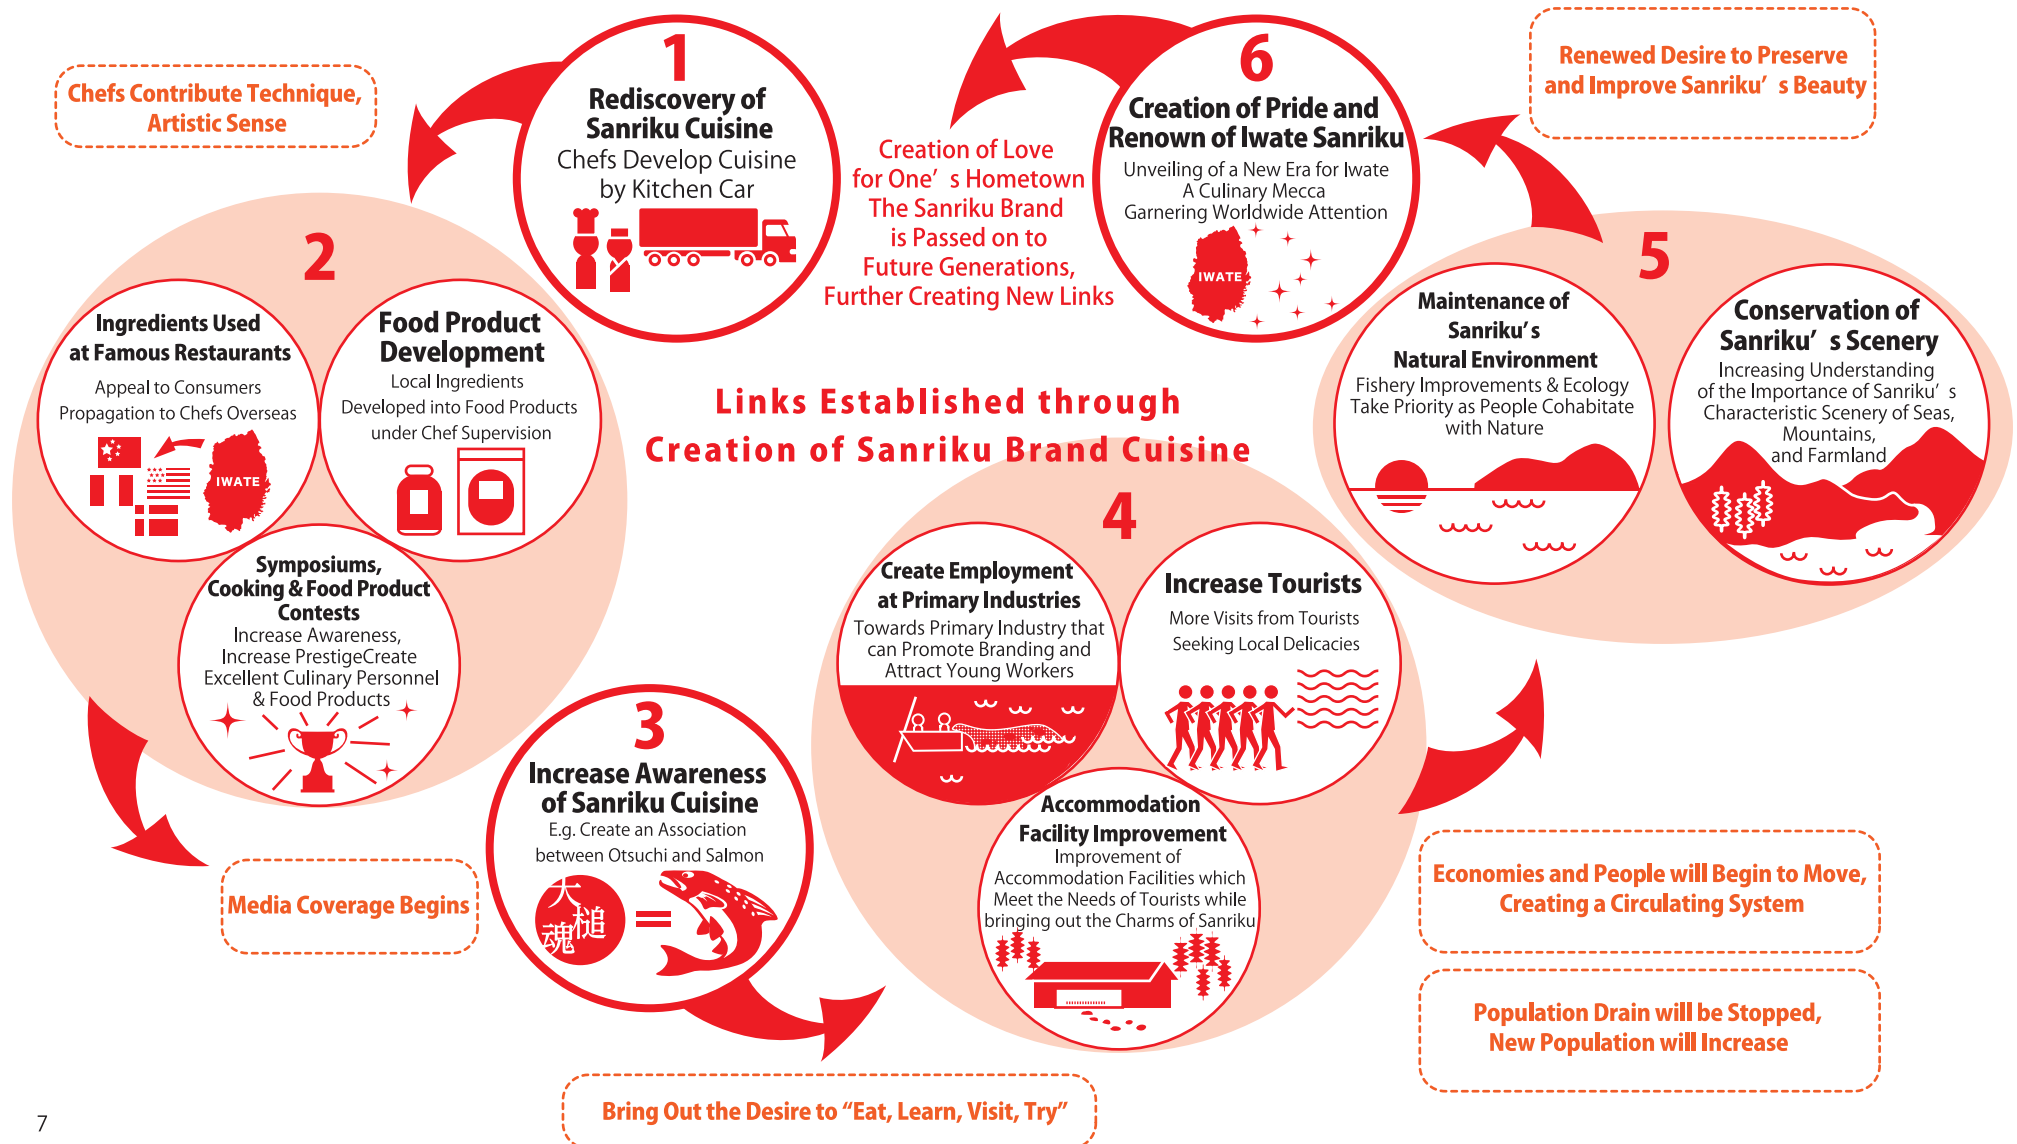 Chefs Contribute Technique,
Artistic Sense
1
Rediscovery of
Sanriku Cuisine
Chefs Develop Cuisine
by Kitchen Car
Creation of Love
for One’s Hometown
The Sanriku Brand
is Passed on to
Future Generations,
Further Creating New Links
6
Creation of Pride and
Renown of Iwate Sanriku
Unveiling of a New Era for Iwate
A Culinary Mecca
Garnering Worldwide Attention
IWATE
Renewed Desire to Preserve
and Improve Sanriku’s Beauty
2
Ingredients Used
at Famous Restaurants
Appeal to Consumers
Propagation to Chefs Overseas
IWATE
Food Product
Development
Local Ingredients
Developed into Food Products
under Chef Supervision
Symposiums,
Cooking & Food Product
Contests
Increase Awareness,
Increase PrestigeCreate
Excellent Culinary Personnel
& Food Products
Links Established through
Creation of Sanriku Brand Cuisine
5
Maintenance of
Sanriku’s
Natural Environment
Fishery Improvements & Ecology
Take Priority as People Cohabitate
with Nature
Conservation of
Sanriku’s Scenery
Increasing Understanding
of the Importance of Sanriku’s
Characteristic Scenery of Seas,
Mountains,
and Farmland
4
Create Employment
at Primary Industries
Towards Primary Industry that
can Promote Branding and
Attract Young Workers
Increase Tourists
More Visits from Tourists
Seeking Local Delicacies
Accommodation
Facility Improvement
Improvement of
Accommodation Facilities which
Meet the Needs of Tourists while
bringing out the Charms of Sanriku
3
Increase Awareness
of Sanriku Cuisine
E.g. Create an Association
between Otsuchi and Salmon
大槌
魂
=
Media Coverage Begins
Economies and People will Begin to Move,
Creating a Circulating System
Population Drain will be Stopped,
New Population will Increase
Bring Out the Desire to “Eat, Learn, Visit, Try”
7